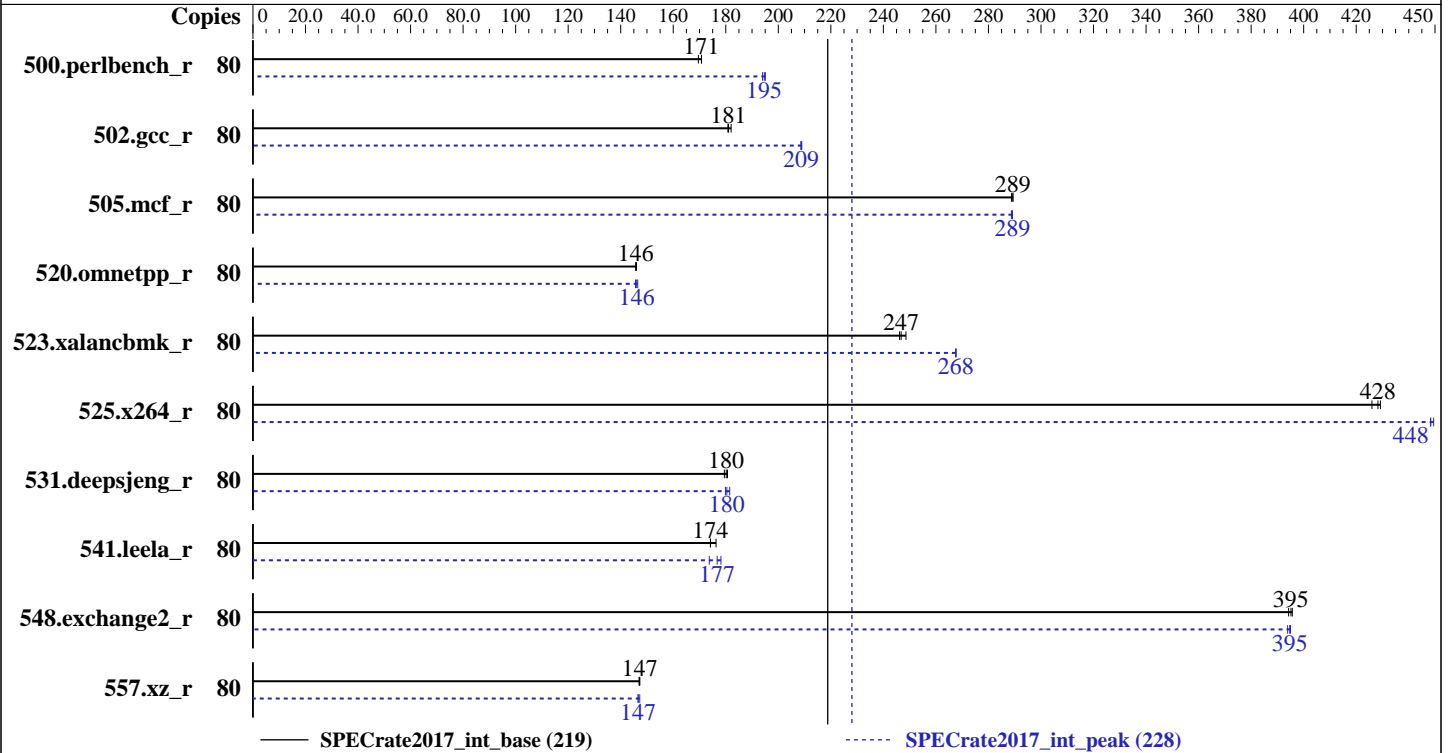 Copies 0 20.0 40.0 60.0 80.0 100 120 140 160 180 200 220 240 260 280 300 320 340 360 380 400 420 450
500.perlbench_r 80 171
195
502.gcc_r 80 181
209
505.mcf_r 80 289
289
520.omnetpp_r 80 146
146
523.xalancbmk_r 80 247
268
525.x264_r 80 428
448
531.deepsjeng_r 80 180
180
541.leela_r 80 174
177
548.exchange2_r 80 395
395
557.xz_r 80 147
147
SPECrate2017_int_base (219) SPECrate2017_int_peak (228)